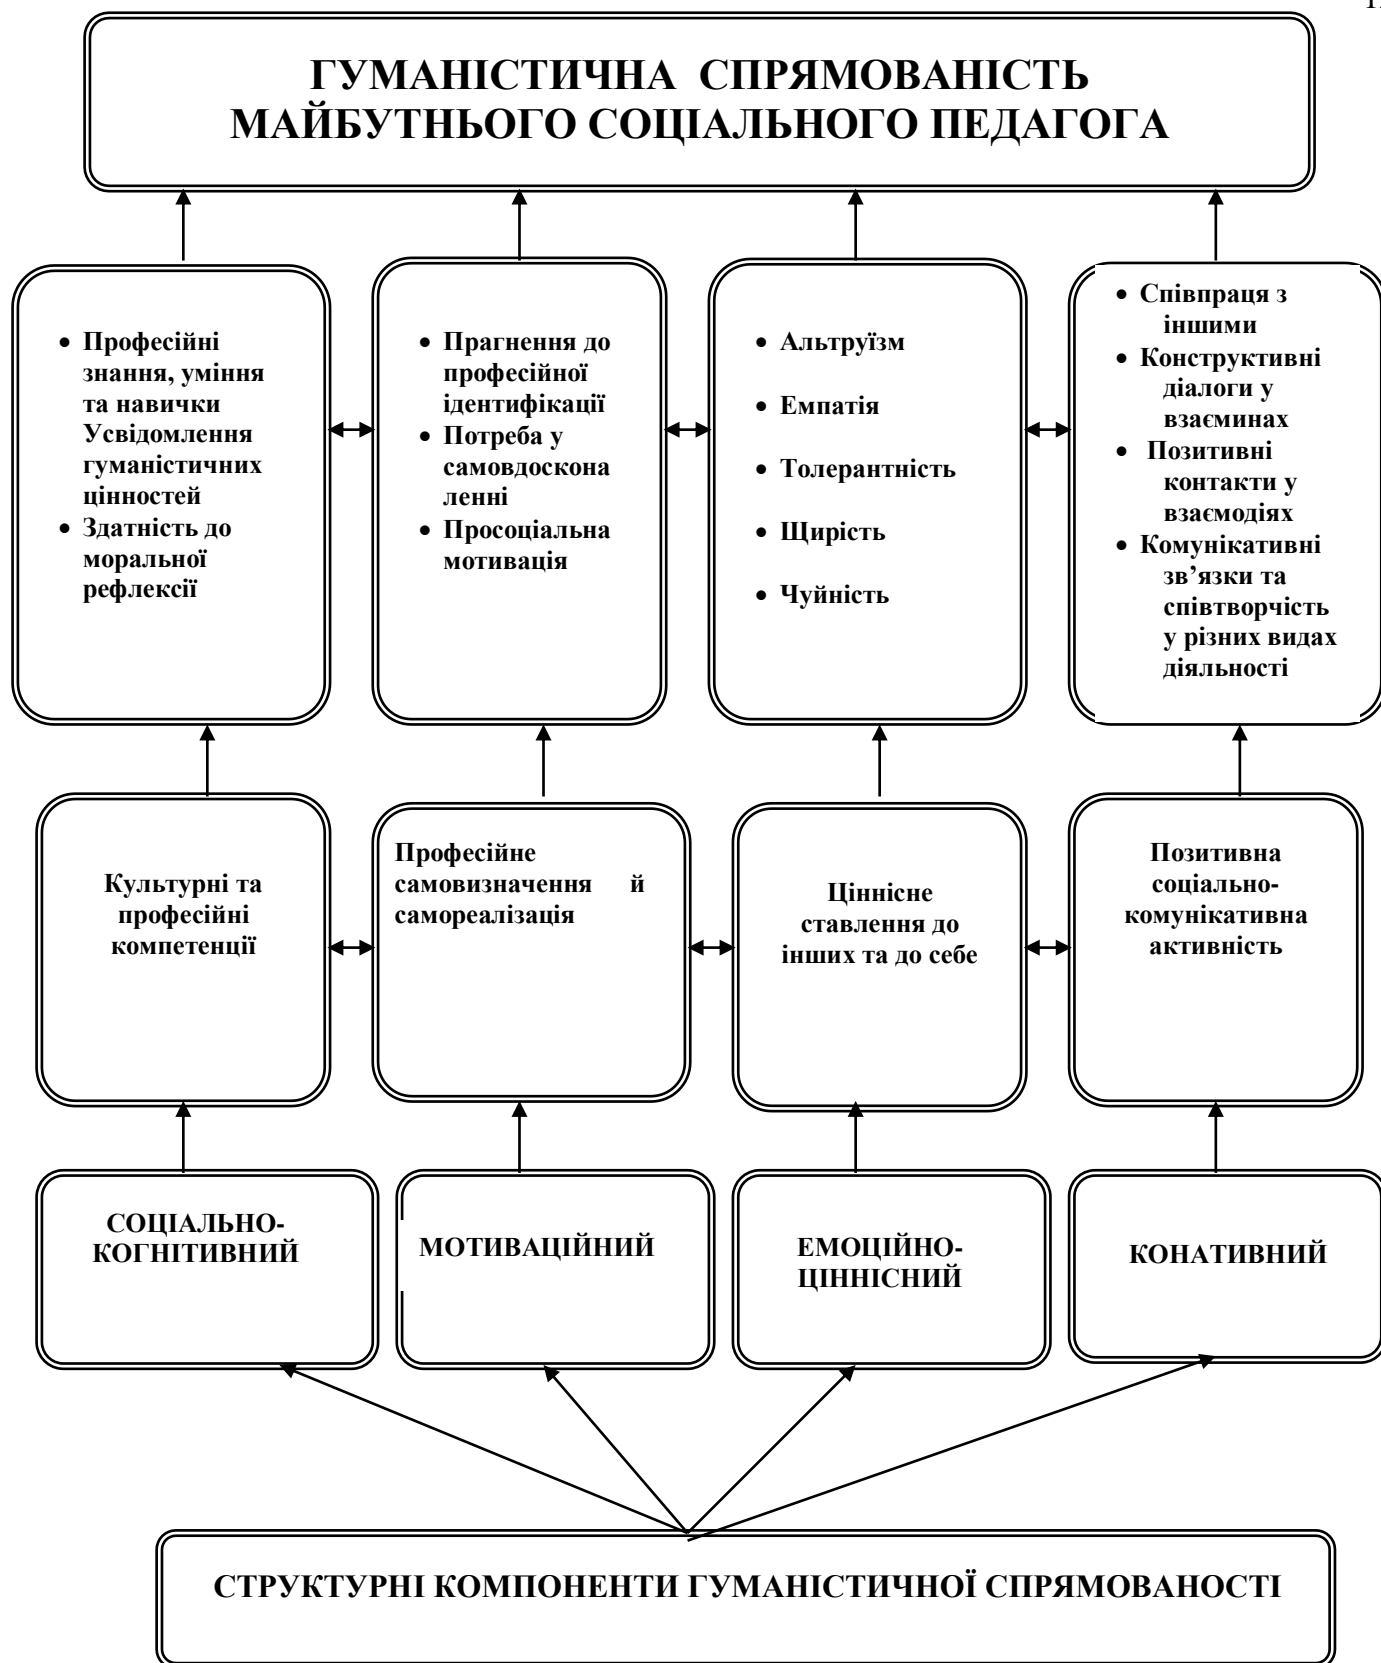 ГУМАНІСТИЧНА СПРЯМОВАНІСТЬ
МАЙБУТНЬОГО СОЦІАЛЬНОГО ПЕДАГОГА
• Професійні
знання, уміння
та навички
Усвідомлення
гуманістичних
цінностей
• Здатність до
моральної
рефлексії
• Прагнення до
професійної
ідентифікації
• Потреба у
самовдоскона
ленні
• Просоціальна
мотивація
• Альтруїзм
• Емпатія
• Толерантність
• Щирість
• Чуйність
• Співпраця з
іншими
• Конструктивні
діалоги у
взаєминах
• Позитивні
контакти у
взаємодіях
• Комунікативні
зв’язки та
співтворчість
у різних видах
діяльності
Культурні та
професійні
компетенції
Професійне
самовизначення й
самореалізація
Ціннісне
ставлення до
інших та до себе
Позитивна
соціально-
комунікативна
активність
СОЦІАЛЬНО-
КОГНІТИВНИЙ
МОТИВАЦІЙНИЙ
ЕМОЦІЙНО-
ЦІННІСНИЙ
КОНАТИВНИЙ
СТРУКТУРНІ КОМПОНЕНТИ ГУМАНІСТИЧНОЇ СПРЯМОВАНОСТІ